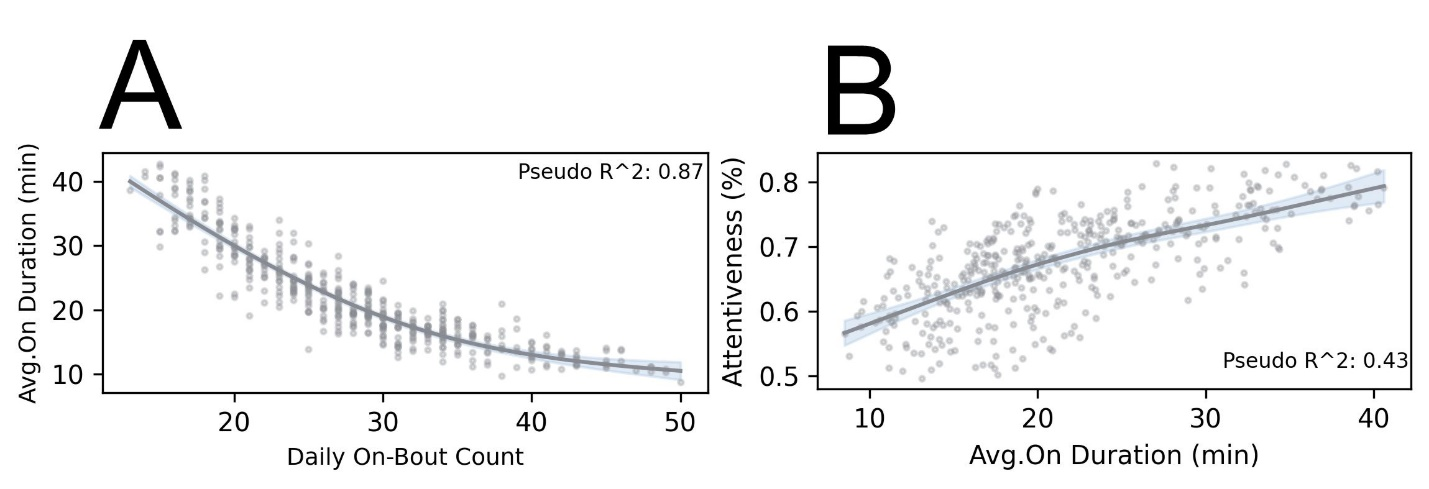 A
B
Avg.On Duration (min)
40
30
20
10
Pseudo R^2: 0.87
20
30
40
50
Daily On-Bout Count
Attentiveness (%)
0.8
0.7
0.6
0.5
Pseudo R^2: 0.43
10
20
30
40
Avg.On Duration (min)